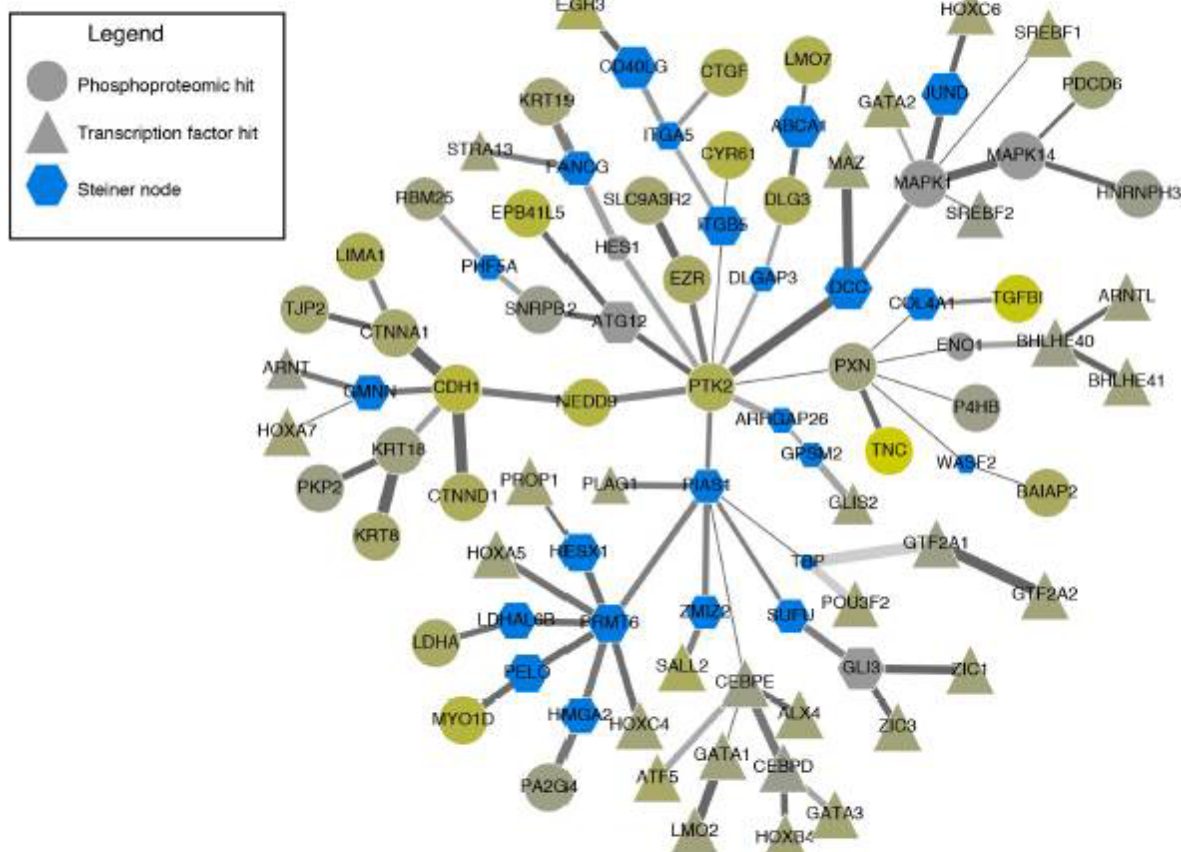 Legend
Phosphoproteomic hit
Transcription factor hit
Steiner node
EGR3
HOXC6
SREBF1
CD40LG
CTGF
LMO7
JUND
PDCD6
KRT19
GATA2
ITGA5
ABCA1
STRA13
FANCG
CYR61
MAZ
MAPK14
MAPK1
HNRNPH3
RBM25
EPB41L5
SLC9A3R2
DLG3
SREBF2
ITGB5
HES1
LIMA1
PHF5A
EZR
DLGAP3
DCC
TJP2
SNRPB2
COL4A1
TGFBI
ARNTL
CTNNA1
ATG12
ENO1
BHLHE40
ARNT
PXN
BHLHE41
GMNN
CDH1
NEDD9
PTK2
P4HB
HOXA7
ARHGAP26
KRT18
TNC
GPSM2
WASF2
PKP2
CTNND1
PROP1
PLAG1
PIAS1
BAIAP2
GLIS2
KRT8
HOXA5
HESX1
TBP
GTF2A1
GTF2A2
POU3F2
LDHAL6B
PRMT6
ZMIZ2
SUFU
LDHA
PELO
SALL2
GLI3
ZIC1
CEBPE
MYO1D
HMGA2
HOXC4
ALX4
ZIC3
GATA1
CEBPD
PA2G4
ATF5
GATA3
LMO2
HOXB4